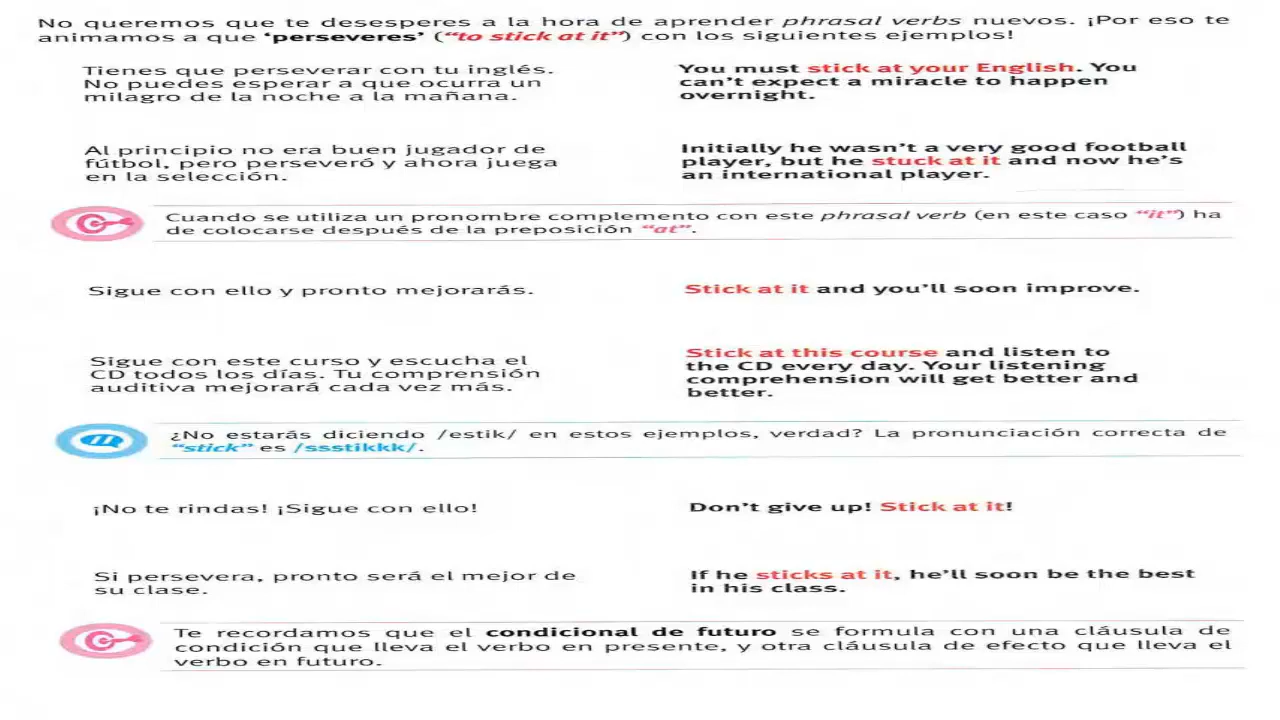 No queremos que te desesperes a la hora de aprender phrasal verbs nuevos. ¡Por eso te
animamos a que ‘perseveres’ (“to stick at it”) con los siguientes ejemplos!
Tienes que perseverar con tu inglés.
No puedes esperar a que ocurra un
milagro de la noche a la mañana.
You must stick at your English. You
can’t expect a miracle to happen
overnight.
Al principio no era buen jugador de
fútbol, pero perseveró y ahora juega
en la selección.
Initially he wasn’t a very good football
player, but he stuck at it and now he’s
an international player.
Cuando se utiliza un pronombre complemento con este phrasal verb (en este caso “it”) ha
de colocarse después de la preposición “at”.
Sigue con ello y pronto mejorarás.
Stick at it and you’ll soon improve.
Sigue con este curso y escucha el
CD todos los días. Tu comprensión
auditiva mejorará cada vez más.
Stick at this course and listen to
the CD every day. Your listening
comprehension will get better and
better.
¿No estarás diciendo /estik/ en estos ejemplos, verdad? La pronunciación correcta de
“stick” es /ssstikkk/.
¡No te rindas! ¡Sigue con ello!
Don’t give up! Stick at it!
Si persevera, pronto será el mejor de
su clase.
If he sticks at it, he’ll soon be the best
in his class.
Te recordamos que el condicional de futuro se formula con una cláusula de
condición que lleva el verbo en presente, y otra cláusula de efecto que lleva el
verbo en futuro.